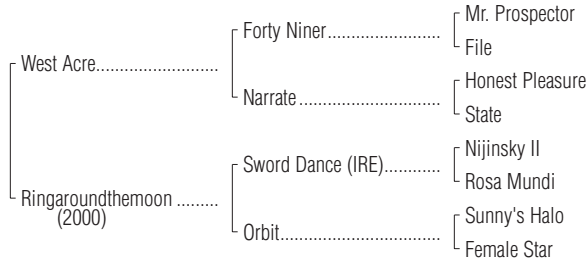 Mr. Prospector
Forty Niner..............................
File
West Acre..................................
Honest Pleasure
Narrate ......................................
State
Nijinsky II
Sword Dance (IRE)............
Rosa Mundi
Ringaroundthemoon .........
(2000)
Sunny's Halo
Orbit............................................
Female Star